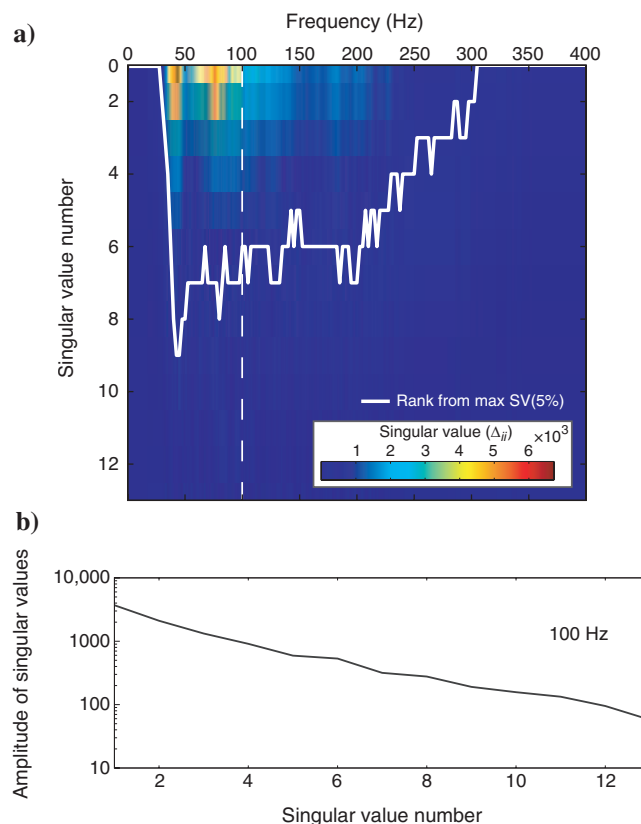 a)
Frequency (Hz)
0 50 100 150 200 250 300 350 400
Singular value number
0
2
4
6
8
10
12
Rank from max SV(5%)
Singular value (Δii) ×10³
1 2 3 4 5 6
b)
Amplitude of singular values
10,000
1000
100
10
100 Hz
2 4 6 8 10 12
Singular value number